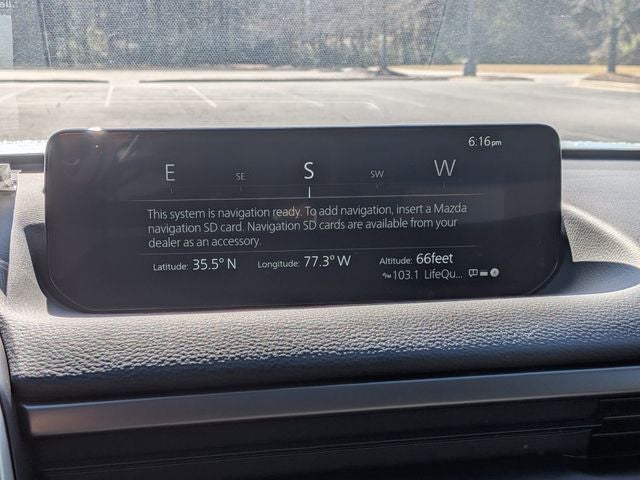 6:16pm
E SE S SW W
This system is navigation ready. To add navigation, insert a Mazda
navigation SD card. Navigation SD cards are available from your
dealer as an accessory.
Latitude: 35.5° N Longitude: 77.3° W Altitude: 66feet
103.1 LifeQu...